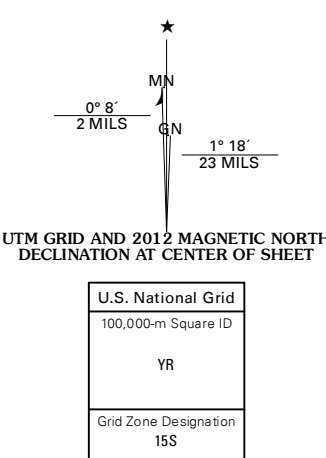 ★
MN
0° 8´
2 MILS
GN
1° 18´
23 MILS
UTM GRID AND 2012 MAGNETIC NORTH
DECLINATION AT CENTER OF SHEET
U.S. National Grid
100,000-m Square ID
YR
Grid Zone Designation
15S